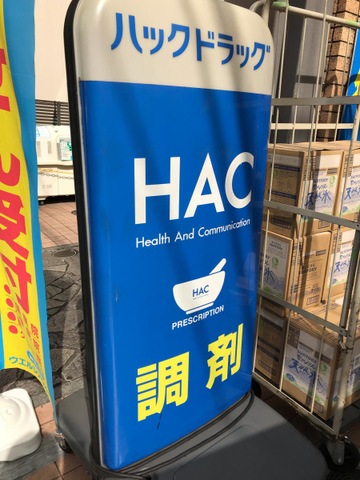 ハックドラッグ
HAC
Health And Communication
HAC
PRESCRIPTION
調剤